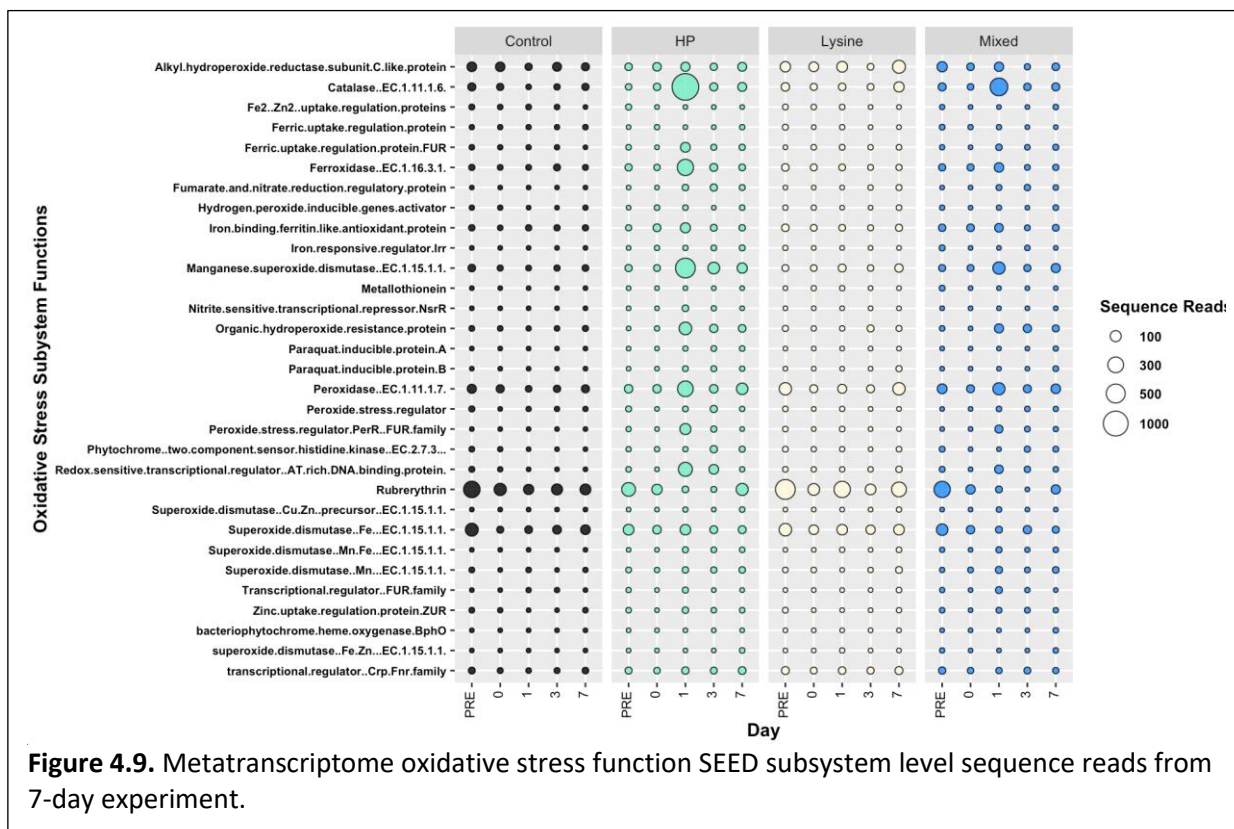 Control HP Lysine Mixed
Oxidative Stress Subsystem Functions
Alkyl.hydroperoxide.reductase.subunit.C.like.protein
Catalase..EC.1.11.1.6.
Fe2..Zn2..uptake.regulation.proteins
Ferric.uptake.regulation.protein
Ferric.uptake.regulation.protein.FUR
Ferroxidase..EC.1.16.3.1.
Fumarate.and.nitrate.reduction.regulatory.protein
Hydrogen.peroxide.inducible.genes.activator
Iron.binding.ferritin.like.antioxidant.protein
Iron.responsive.regulator.Irr
Manganese.superoxide.dismutase..EC.1.15.1.1.
Metallothionein
Nitrite.sensitive.transcriptional.repressor.NsrR
Organic.hydroperoxide.resistance.protein
Paraquat.inducible.protein.A
Paraquat.inducible.protein.B
Peroxidase..EC.1.11.1.7.
Peroxide.stress.regulator
Peroxide.stress.regulator.PerR..FUR.family
Phytochrome..two.component.sensor.histidine.kinase..EC.2.7.3...
Redox.sensitive.transcriptional.regulator..AT.rich.DNA.binding.protein.
Rubrerythrin
Superoxide.dismutase..Cu.Zn..precursor..EC.1.15.1.1.
Superoxide.dismutase..Fe...EC.1.15.1.1.
Superoxide.dismutase..Mn.Fe...EC.1.15.1.1.
Superoxide.dismutase..Mn...EC.1.15.1.1.
Transcriptional.regulator..FUR.family
Zinc.uptake.regulation.protein.ZUR
bacteriophytochrome.heme.oxygenase.BphO
superoxide.dismutase..Fe.Zn...EC.1.15.1.1.
transcriptional.regulator..Crp.Fnr.family
PRE 0 1 3 7 PRE 0 1 3 7 PRE 0 1 3 7 PRE 0 1 3 7
Day
Sequence Reads
100
300
500
1000
Figure 4.9. Metatranscriptome oxidative stress function SEED subsystem level sequence reads from
7-day experiment.